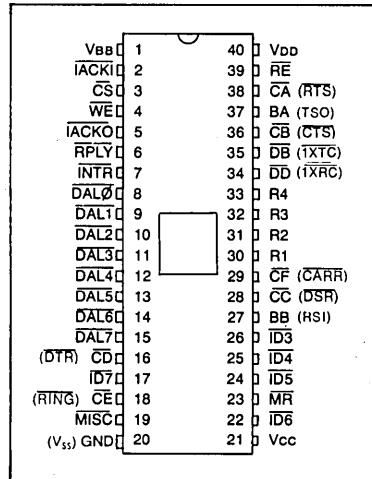 VBB 1 40 VDD
IACKI 2 39 RE
CS 3 38 CA (RTS)
WE 4 37 BA (TSO)
IACKO 5 36 CB (CTS)
RPLY 6 35 DB (1XTC)
INTR 7 34 DD (1XRC)
DALØ 8 33 R4
DAL1 9 32 R3
DAL2 10 31 R2
DAL3 11 30 R1
DAL4 12 29 CF (CARR)
DAL5 13 28 CC (DSR)
DAL6 14 27 BB (RSI)
DAL7 15 26 ID3
(DTR) CD 16 25 ID4
ID7 17 24 ID5
(RING) CE 18 23 MR
MISC 19 22 ID6
(VSS) GND 20 21 VCC